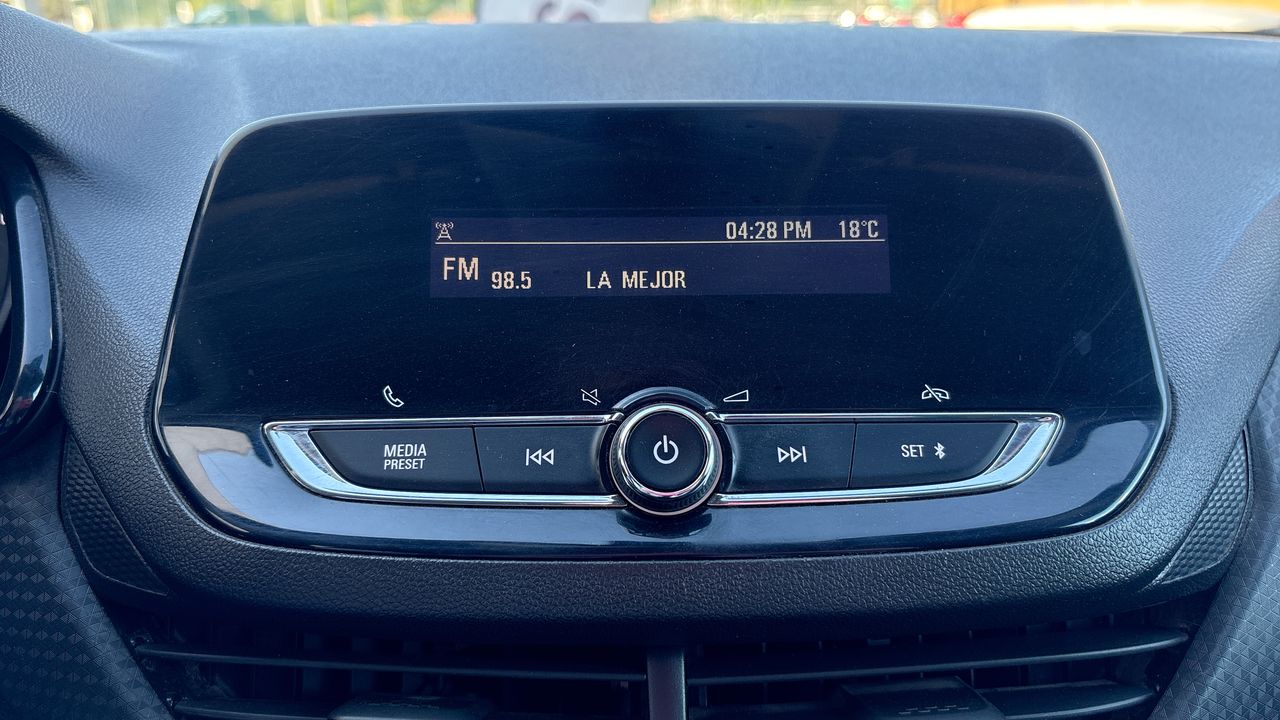 04:28 PM 18°C
FM 98.5 LA MEJOR
MEDIA
PRESET
SET